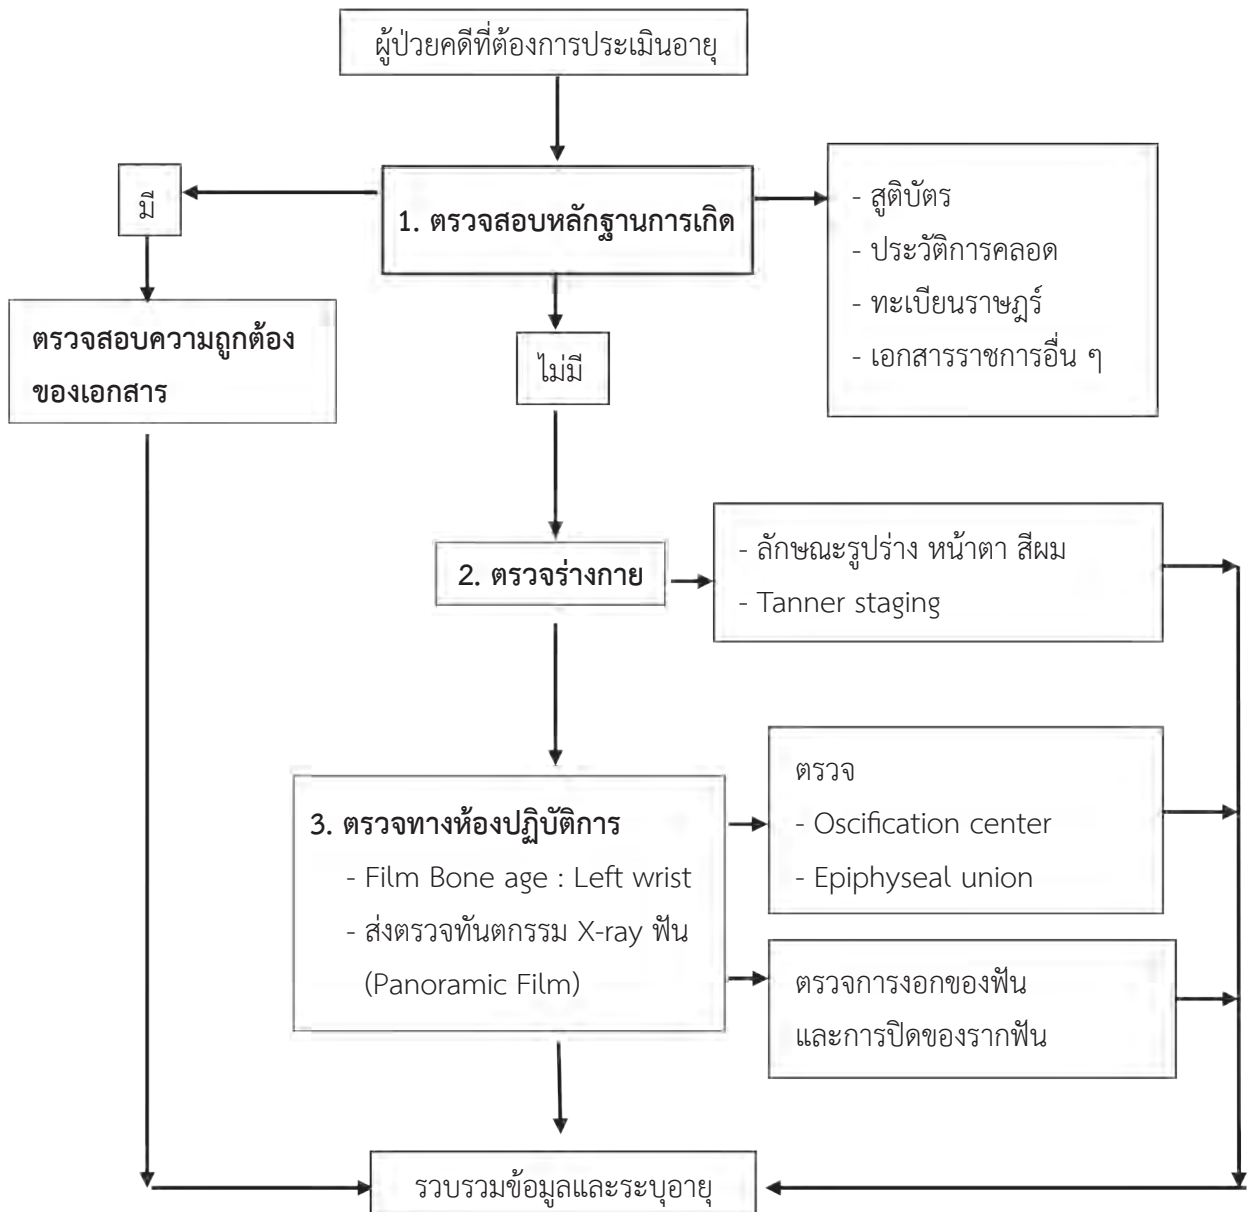 ผู้ป่วยคดีที่ต้องการประเมินอายุ
มี
1. ตรวจสอบหลักฐานการเกิด
- สูติบัตร
- ประวัติการคลอด
- ทะเบียนราษฎร์
- เอกสารราชการอื่น ๆ
ตรวจสอบความถูกต้อง
ของเอกสาร
ไม่มี
2. ตรวจร่างกาย
- ลักษณะรูปร่าง หน้าตา สีผม
- Tanner staging
3. ตรวจทางห้องปฏิบัติการ
- Film Bone age : Left wrist
- ส่งตรวจทันตกรรม X-ray ฟัน
(Panoramic Film)
ตรวจ
- Oscification center
- Epiphyseal union
ตรวจการงอกของฟัน
และการปิดของรากฟัน
รวบรวมข้อมูลและระบุอายุ